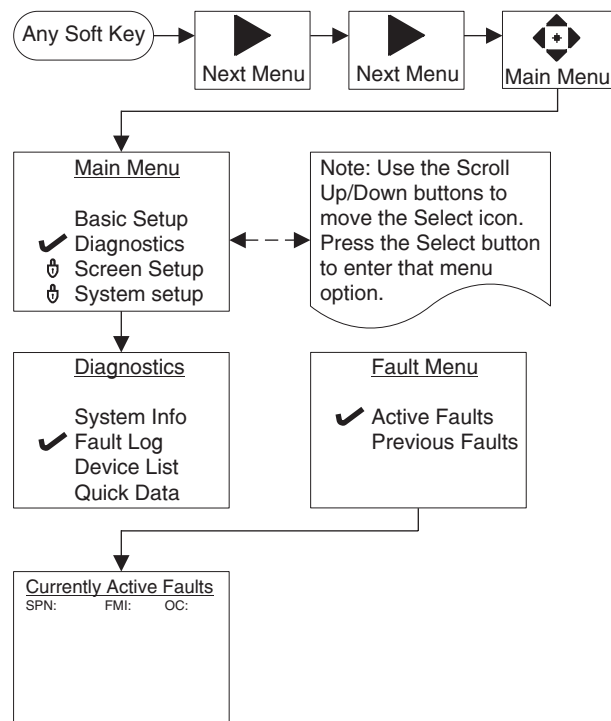 Any Soft Key
Next Menu
Next Menu
Main Menu
Main Menu
Basic Setup
Diagnostics
Screen Setup
System setup
Note: Use the Scroll
Up/Down buttons to
move the Select icon.
Press the Select button
to enter that menu
option.
Diagnostics
System Info
Fault Log
Device List
Quick Data
Fault Menu
Active Faults
Previous Faults
Currently Active Faults
SPN: FMI: OC: